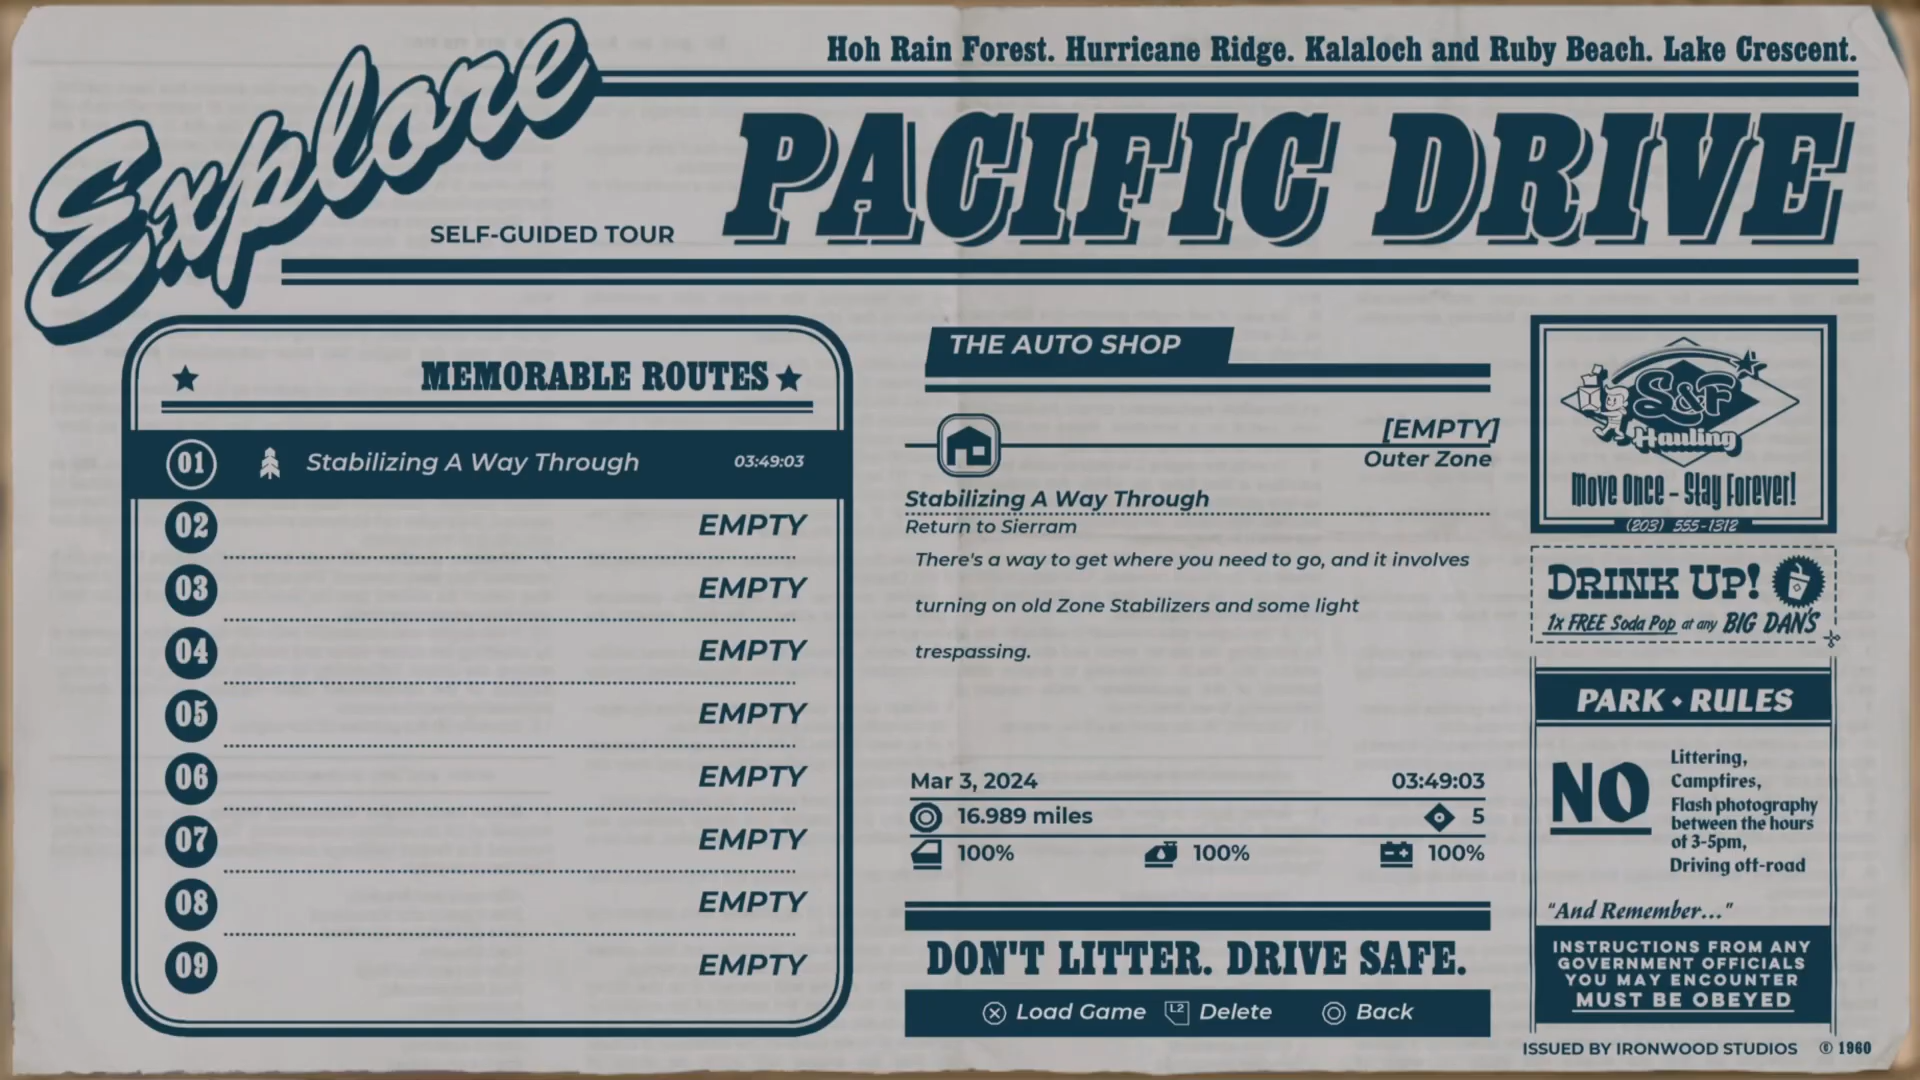 Explore
Hoh Rain Forest. Hurricane Ridge. Kalaloch and Ruby Beach. Lake Crescent.
SELF-GUIDED TOUR
PACIFIC DRIVE
MEMORABLE ROUTES
01 Stabilizing A Way Through 03:49:03
02 EMPTY
03 EMPTY
04 EMPTY
05 EMPTY
06 EMPTY
07 EMPTY
08 EMPTY
09 EMPTY
THE AUTO SHOP
[EMPTY]
Outer Zone
Stabilizing A Way Through
Return to Sierram
There's a way to get where you need to go, and it involves
turning on old Zone Stabilizers and some light
trespassing.
Mar 3, 2024 03:49:03
16.989 miles 5
100% 100% 100%
DON'T LITTER. DRIVE SAFE.
Load Game L2 Delete Back
S&F
Hauling
Move Once - Stay Forever!
(203) 555-1312
DRINK UP!
1x FREE Soda Pop at any BIG DAN'S
PARK • RULES
NO
Littering,
Campfires,
Flash photography
between the hours
of 3-5pm,
Driving off-road
"And Remember..."
INSTRUCTIONS FROM ANY
GOVERNMENT OFFICIALS
YOU MAY ENCOUNTER
MUST BE OBEYED
ISSUED BY IRONWOOD STUDIOS © 1960